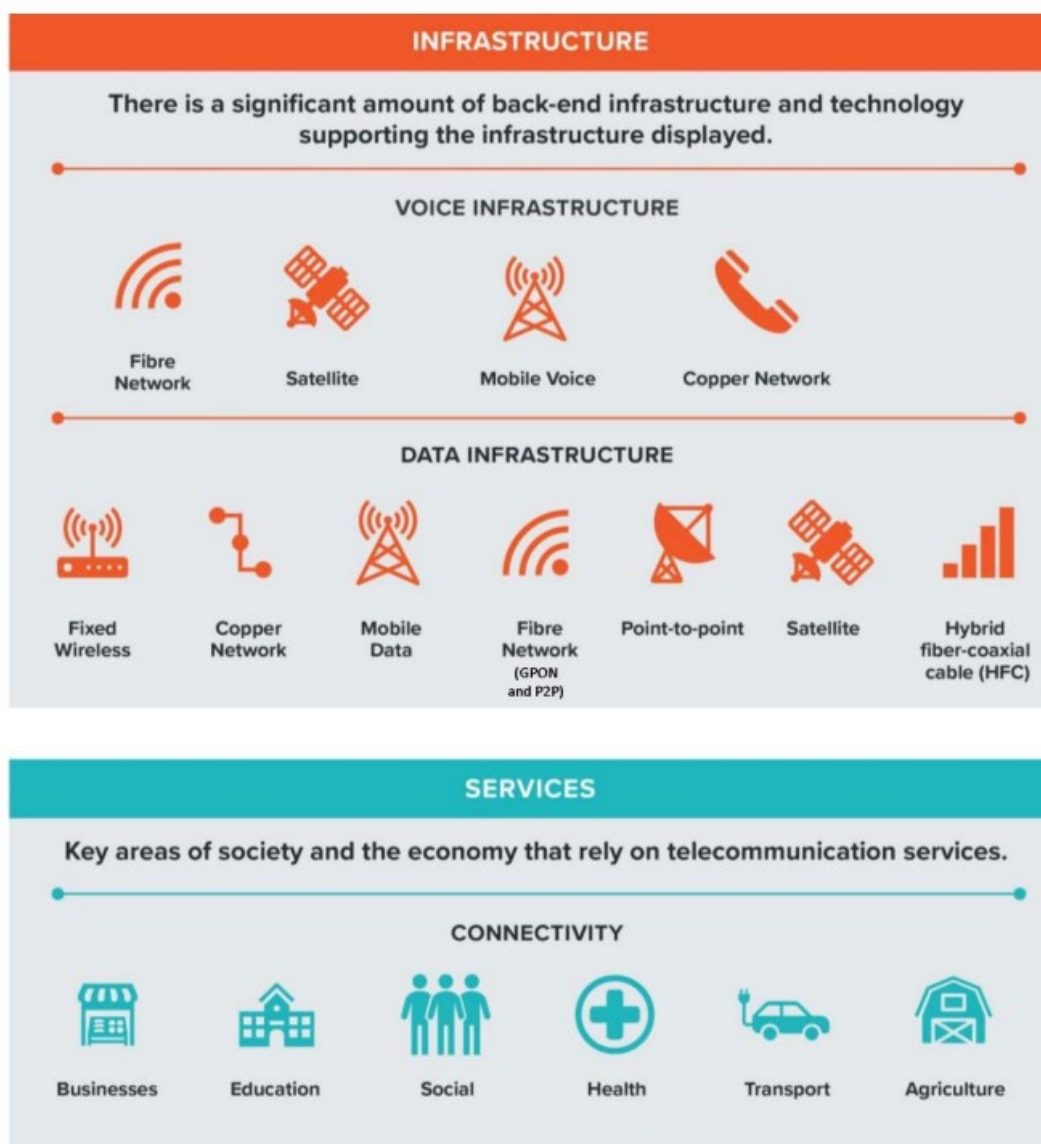 INFRASTRUCTURE
There is a significant amount of back-end infrastructure and technology
supporting the infrastructure displayed.
VOICE INFRASTRUCTURE
Fibre
Network
Satellite
Mobile Voice
Copper Network
DATA INFRASTRUCTURE
Fixed
Wireless
Copper
Network
Mobile
Data
Fibre
Network
(GPON
and P2P)
Point-to-point
Satellite
Hybrid
fiber-coaxial
cable (HFC)
SERVICES
Key areas of society and the economy that rely on telecommunication services.
CONNECTIVITY
Businesses
Education
Social
Health
Transport
Agriculture